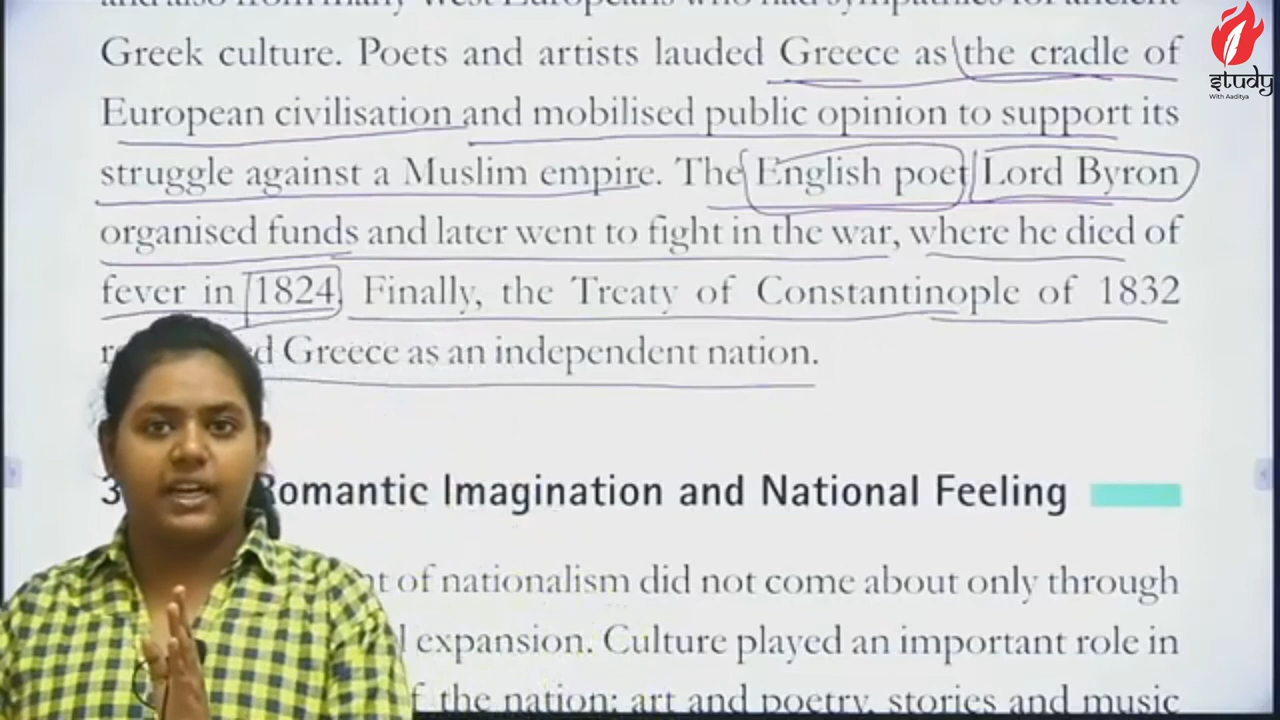 Greek culture. Poets and artists lauded Greece as the cradle of
European civilisation and mobilised public opinion to support its
struggle against a Muslim empire. The English poet Lord Byron
organised funds and later went to fight in the war, where he died of
fever in 1824. Finally, the Treaty of Constantinople of 1832
Greece as an independent nation.
Romantic Imagination and National Feeling
of nationalism did not come about only through
expansion. Culture played an important role in
of the nation: art and poetry, stories and music
study
With Aaditya